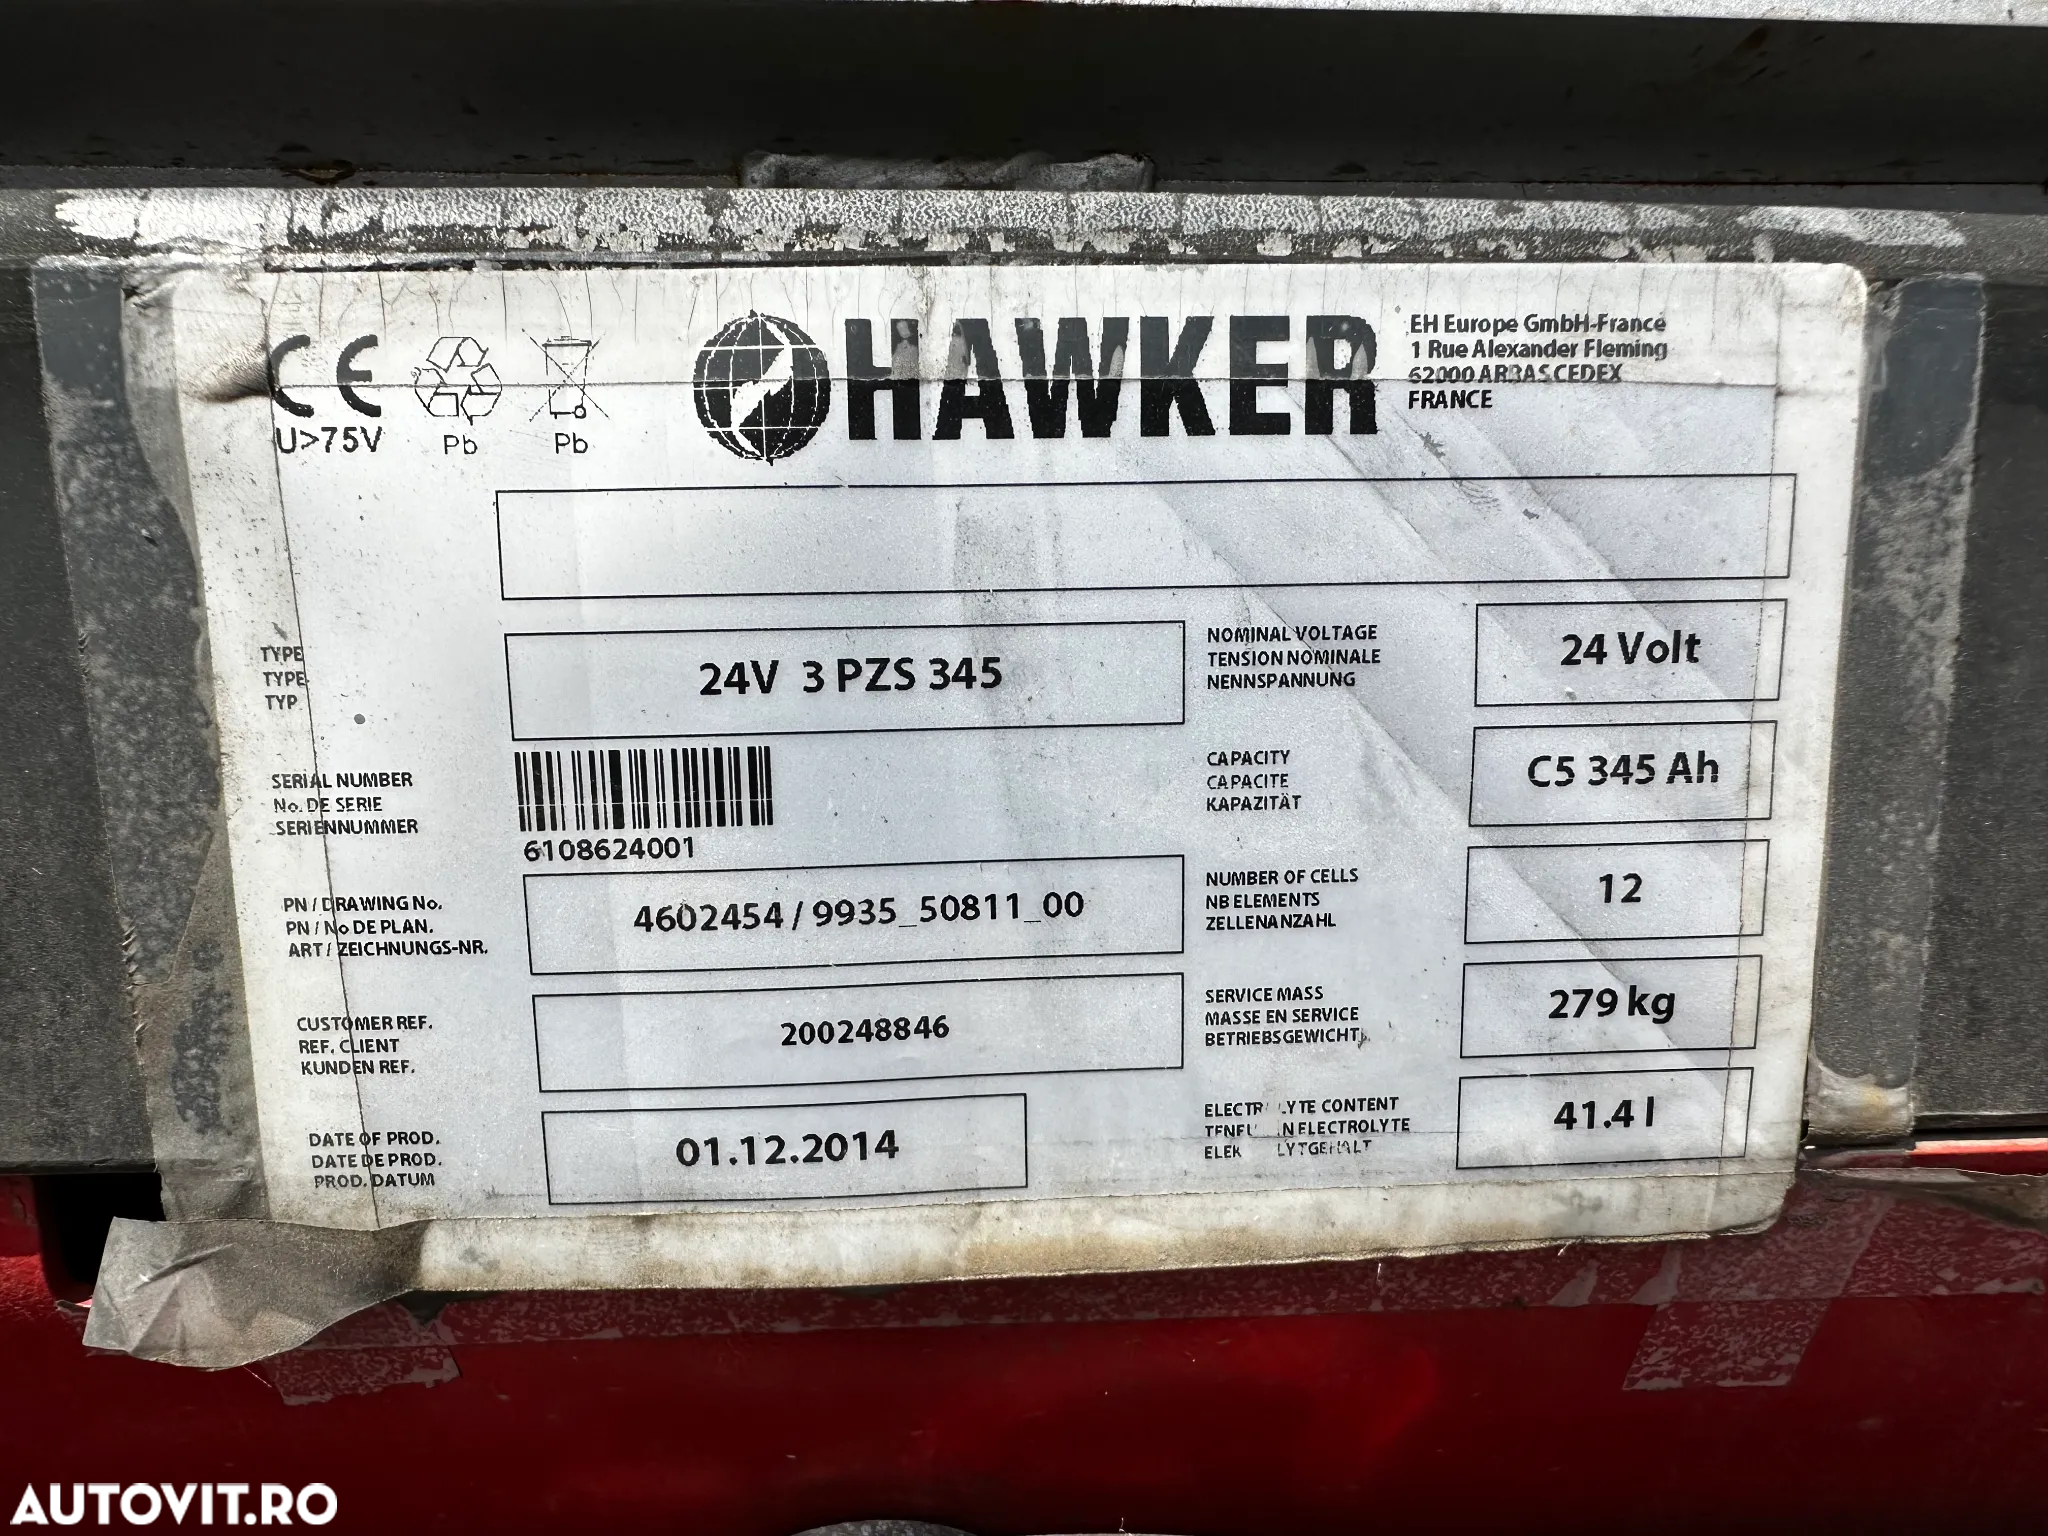 CE
U>75V
Pb
Pb
HAWKER
EH Europe GmbH-France
1 Rue Alexander Fleming
62000 ARRAS CEDEX
FRANCE
TYPE
TYPE
TYP
24V 3 PZS 345
NOMINAL VOLTAGE
TENSION NOMINALE
NENNSPANNUNG
24 Volt
SERIAL NUMBER
No. DE SERIE
SERIENNUMMER
6108624001
CAPACITY
CAPACITE
KAPAZITÄT
C5 345 Ah
PN / DRAWING No.
PN / No DE PLAN.
ART / ZEICHNUNGS-NR.
4602454 / 9935_50811_00
NUMBER OF CELLS
NB ELEMENTS
ZELLENANZAHL
12
CUSTOMER REF.
REF. CLIENT
KUNDEN REF.
200248846
SERVICE MASS
MASSE EN SERVICE
BETRIEBSGEWICHT
279 kg
DATE OF PROD.
DATE DE PROD.
PROD. DATUM
01.12.2014
CONTENT
ELECTROLYTE
41.4 l
AUTOVIT.RO